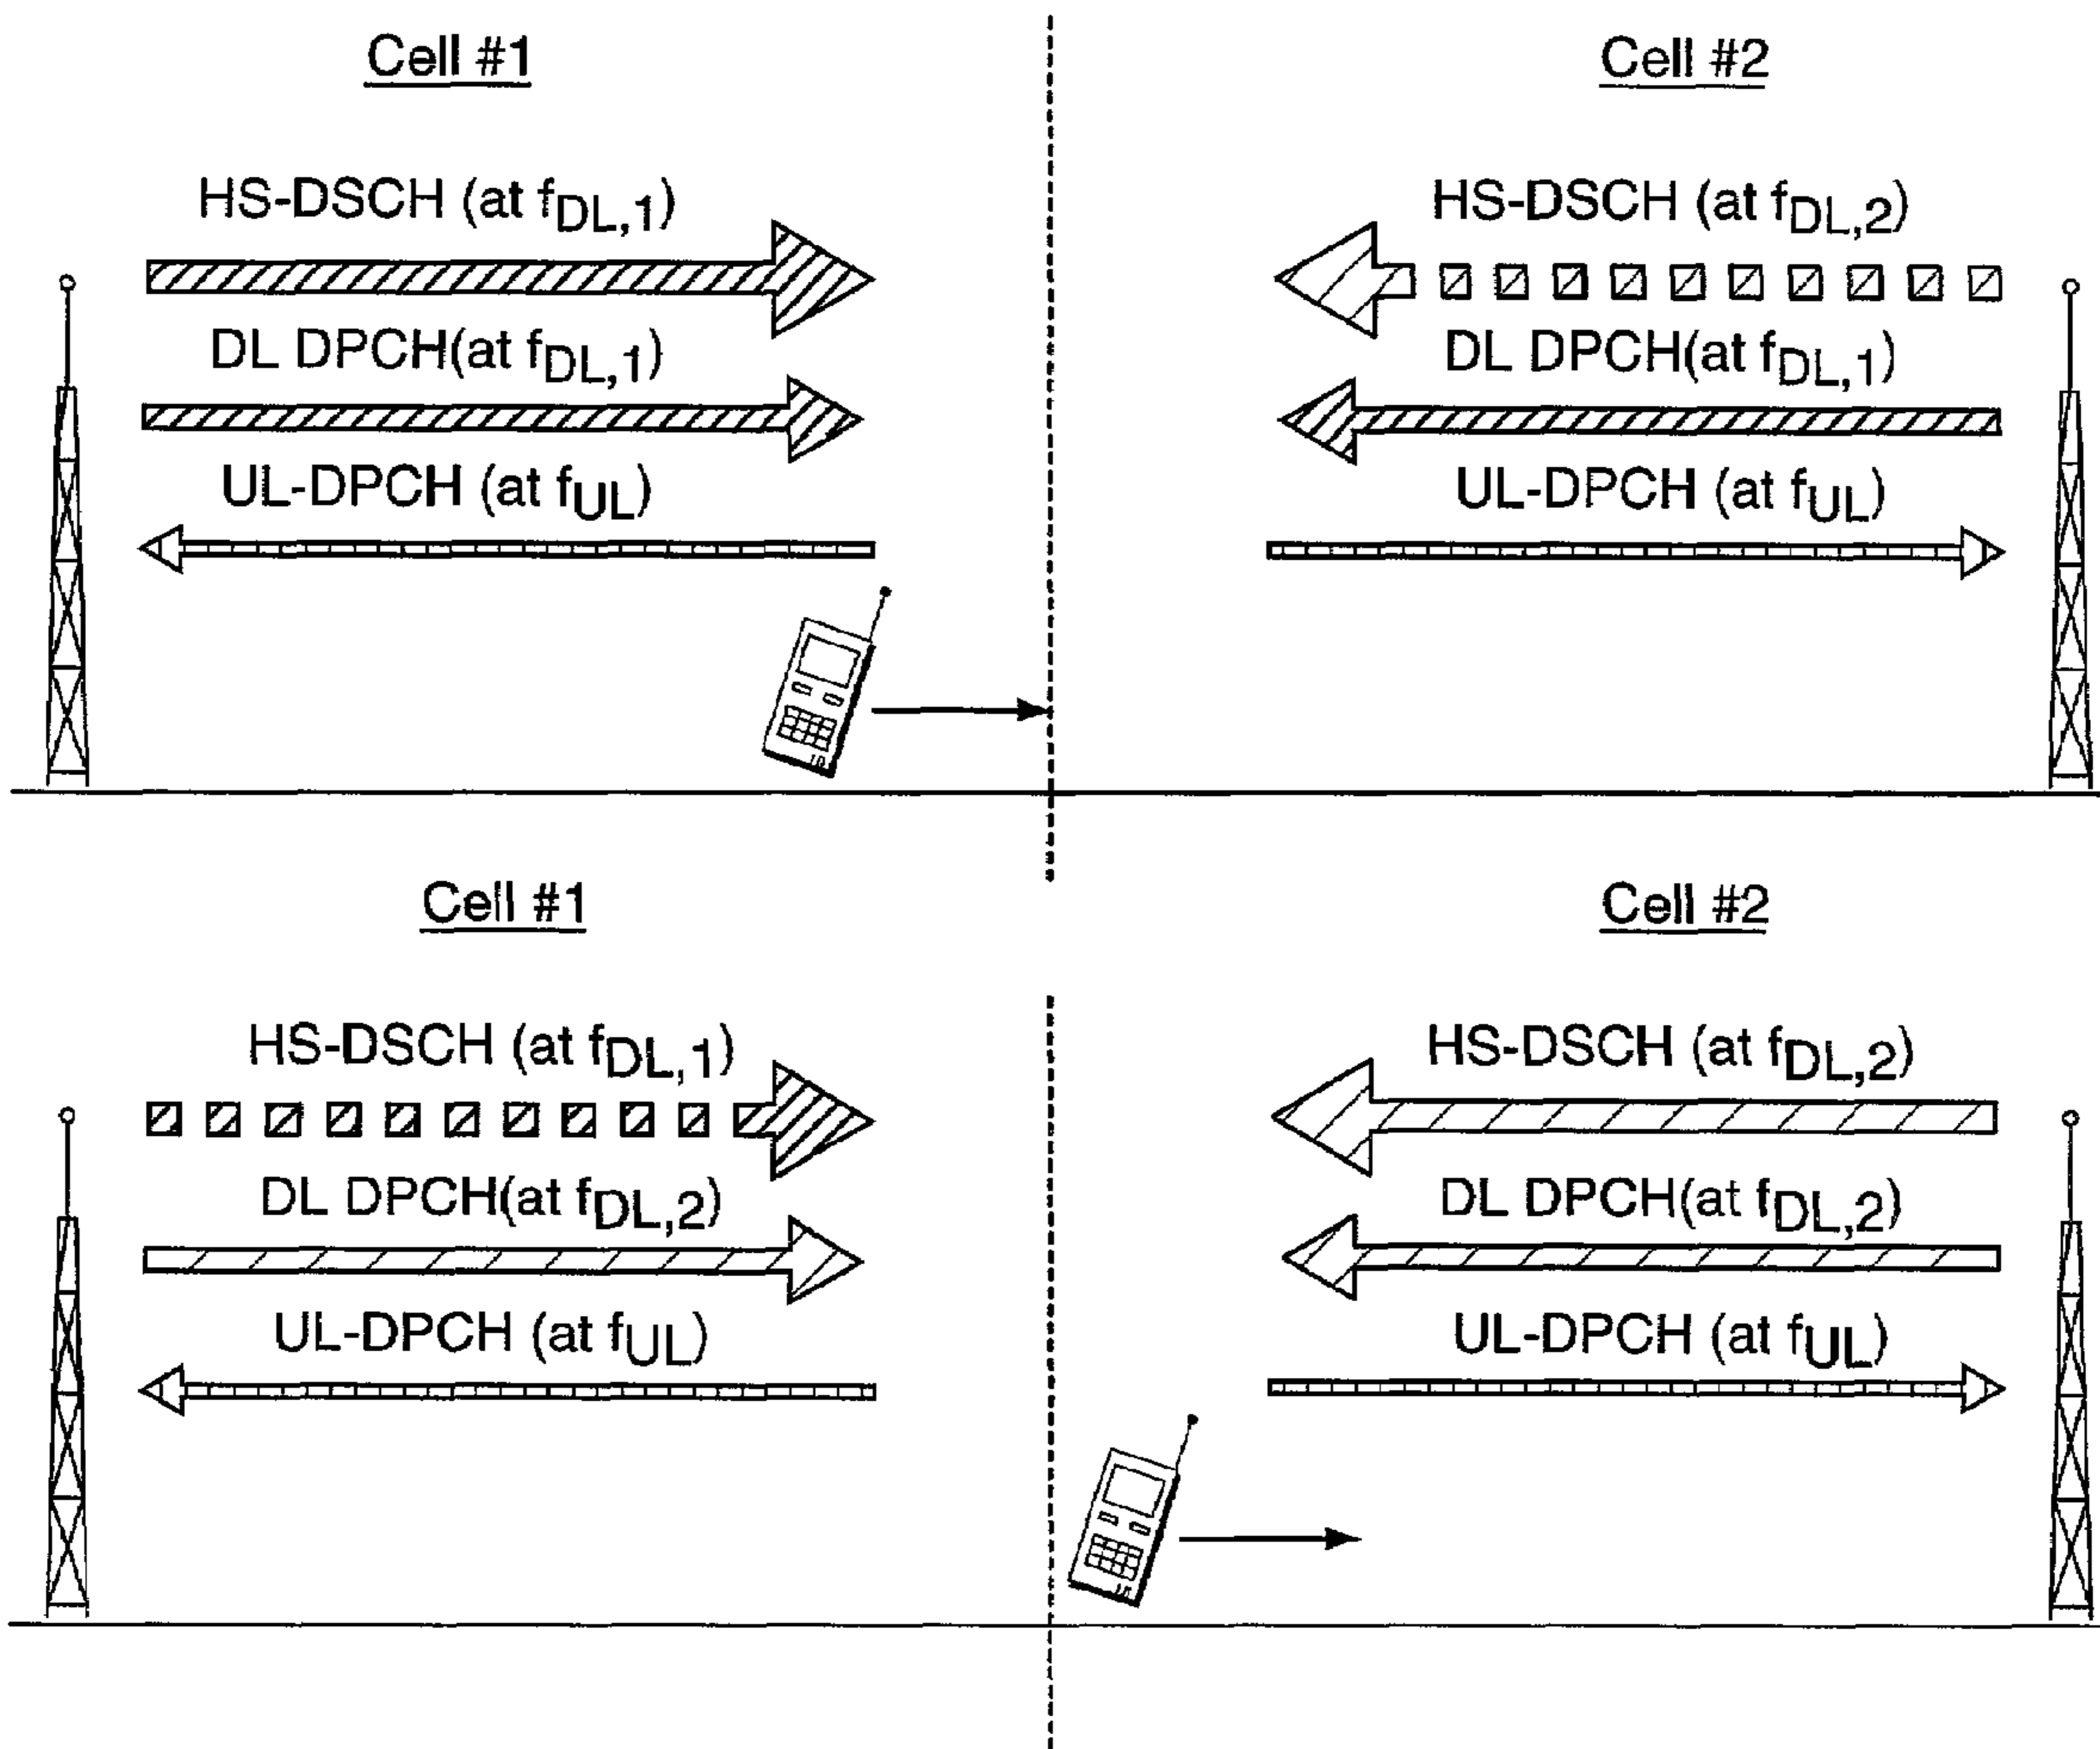 Cell #1
Cell #2
HS-DSCH (at fDL,1)
HS-DSCH (at fDL,2)
DL DPCH(at fDL,1)
DL DPCH(at fDL,1)
UL-DPCH (at fUL)
UL-DPCH (at fUL)
Cell #1
Cell #2
HS-DSCH (at fDL,1)
HS-DSCH (at fDL,2)
DL DPCH(at fDL,2)
DL DPCH(at fDL,2)
UL-DPCH (at fUL)
UL-DPCH (at fUL)